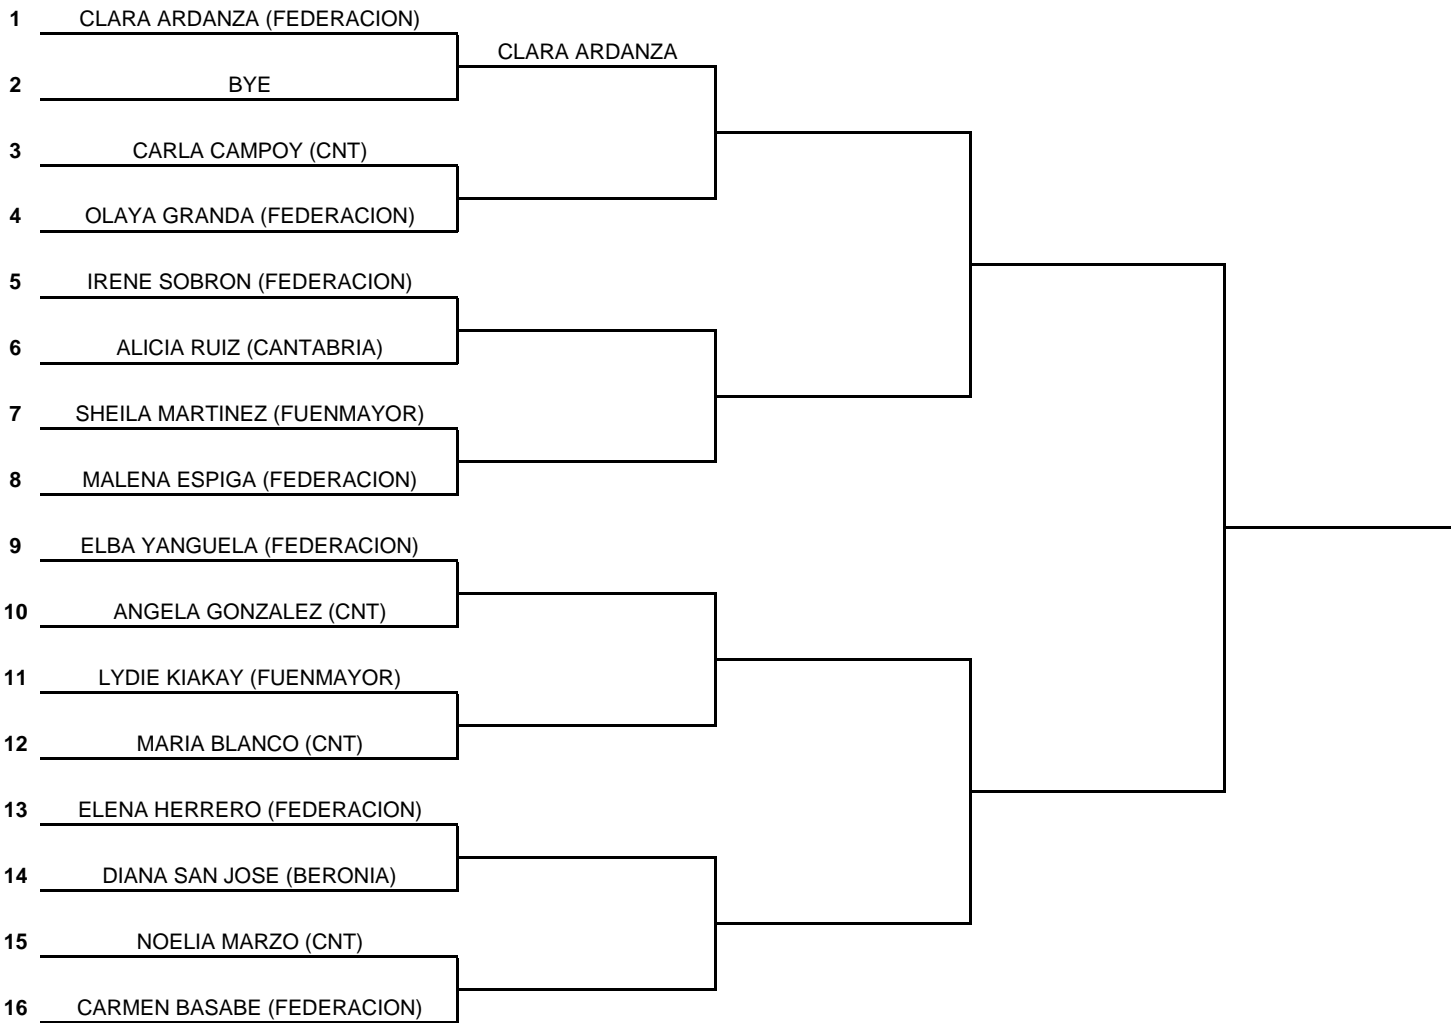 1 CLARA ARDANZA (FEDERACION)
CLARA ARDANZA
2 BYE
3 CARLA CAMPOY (CNT)
4 OLAYA GRANDA (FEDERACION)
5 IRENE SOBRON (FEDERACION)
6 ALICIA RUIZ (CANTABRIA)
7 SHEILA MARTINEZ (FUENMAYOR)
8 MALENA ESPIGA (FEDERACION)
9 ELBA YANGUELA (FEDERACION)
10 ANGELA GONZALEZ (CNT)
11 LYDIE KIAKAY (FUENMAYOR)
12 MARIA BLANCO (CNT)
13 ELENA HERRERO (FEDERACION)
14 DIANA SAN JOSE (BERONIA)
15 NOELIA MARZO (CNT)
16 CARMEN BASABE (FEDERACION)